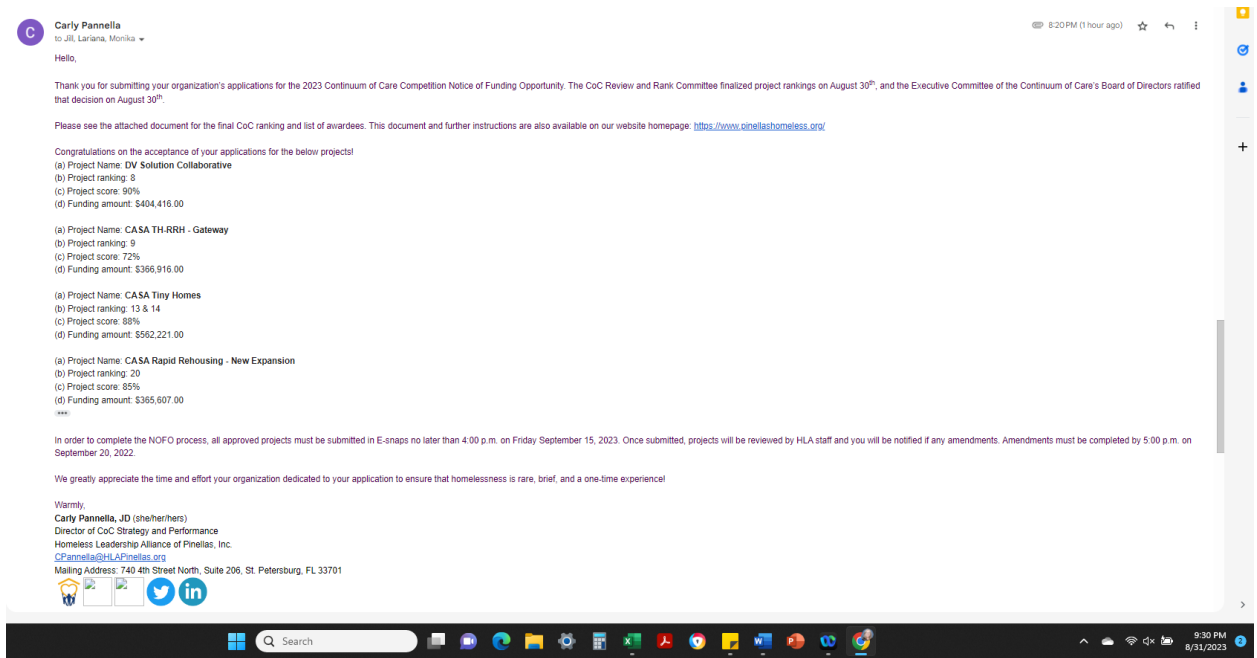 C
Carly Pannella
8:20 PM (1 hour ago)
to Jill, Lariana, Monika
Hello,
Thank you for submitting your organization's applications for the 2023 Continuum of Care Competition Notice of Funding Opportunity. The CoC Review and Rank Committee finalized project rankings on August 30th, and the Executive Committee of the Continuum of Care's Board of Directors ratified
that decision on August 30th.
Please see the attached document for the final CoC ranking and list of awardees. This document and further instructions are also available on our website homepage: https://www.pinellashomeless.org/
Congratulations on the acceptance of your applications for the below projects!
(a) Project Name: DV Solution Collaborative
(b) Project ranking: 8
(c) Project score: 90%
(d) Funding amount: $404,416.00
(a) Project Name: CASA TH-RRH - Gateway
(b) Project ranking: 9
(c) Project score: 72%
(d) Funding amount: $366,916.00
(a) Project Name: CASA Tiny Homes
(b) Project ranking: 13 & 14
(c) Project score: 88%
(d) Funding amount: $562,221.00
(a) Project Name: CASA Rapid Rehousing - New Expansion
(b) Project ranking: 20
(c) Project score: 85%
(d) Funding amount: $365,607.00
In order to complete the NOFO process, all approved projects must be submitted in E-snaps no later than 4:00 p.m. on Friday September 15, 2023. Once submitted, projects will be reviewed by HLA staff and you will be notified if any amendments. Amendments must be completed by 5:00 p.m. on
September 20, 2022.
We greatly appreciate the time and effort your organization dedicated to your application to ensure that homelessness is rare, brief, and a one-time experience!
Warmly,
Carly Pannella, JD (she/her/hers)
Director of CoC Strategy and Performance
Homeless Leadership Alliance of Pinellas, Inc.
CPannella@HLAPinellas.org
Mailing Address: 740 4th Street North, Suite 206, St. Petersburg, FL 33701
in
Search
9:30 PM
8/31/2023
2